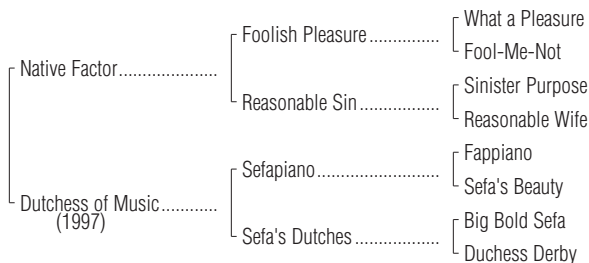 What a Pleasure
Foolish Pleasure...............
Fool-Me-Not
Native Factor.....................
Sinister Purpose
Reasonable Sin .................
Reasonable Wife
Fappiano
Sefapiano....................
Sefa's Beauty
Dutchess of Music............
(1997)
Big Bold Sefa
Sefa's Dutches ..................
Duchess Derby